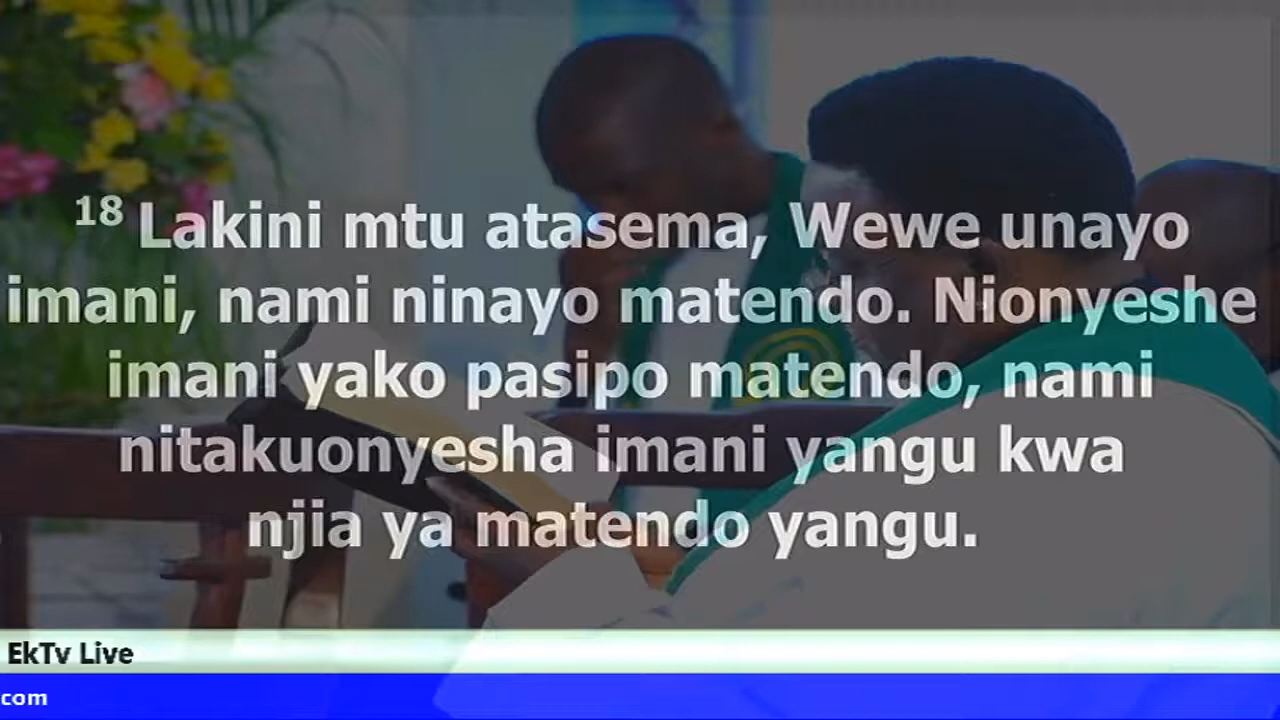 18 Lakini mtu atasema, Wewe unayo
imani, nami ninayo matendo. Nionyeshe
imani yako pasipo matendo, nami
nitakuonyesha imani yangu kwa
njia ya matendo yangu.
EkTv Live
com